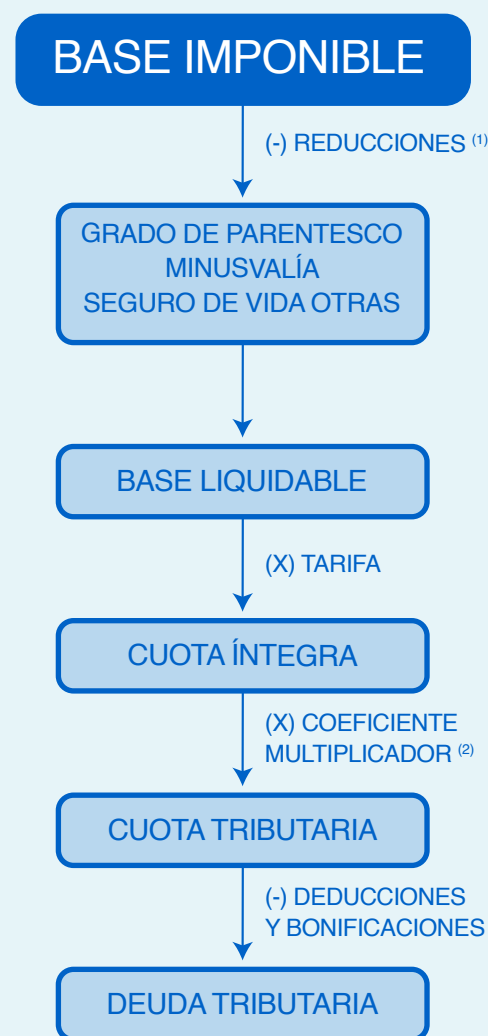 BASE IMPONIBLE
(-) REDUCCIONES (1)
GRADO DE PARENTESCO
MINUSVALÍA
SEGURO DE VIDA OTRAS
BASE LIQUIDABLE
(X) TARIFA
CUOTA ÍNTEGRA
(X) COEFICIENTE
MULTIPLICADOR (2)
CUOTA TRIBUTARIA
(-) DEDUCCIONES
Y BONIFICACIONES
DEUDA TRIBUTARIA